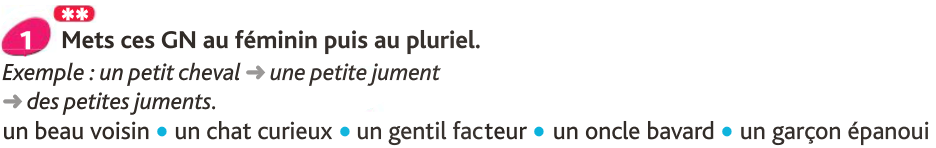 **
1 Mets ces GN au féminin puis au pluriel.
Exemple : un petit cheval ➜ une petite jument
➜ des petites juments.
un beau voisin • un chat curieux • un gentil facteur • un oncle bavard • un garçon épanoui